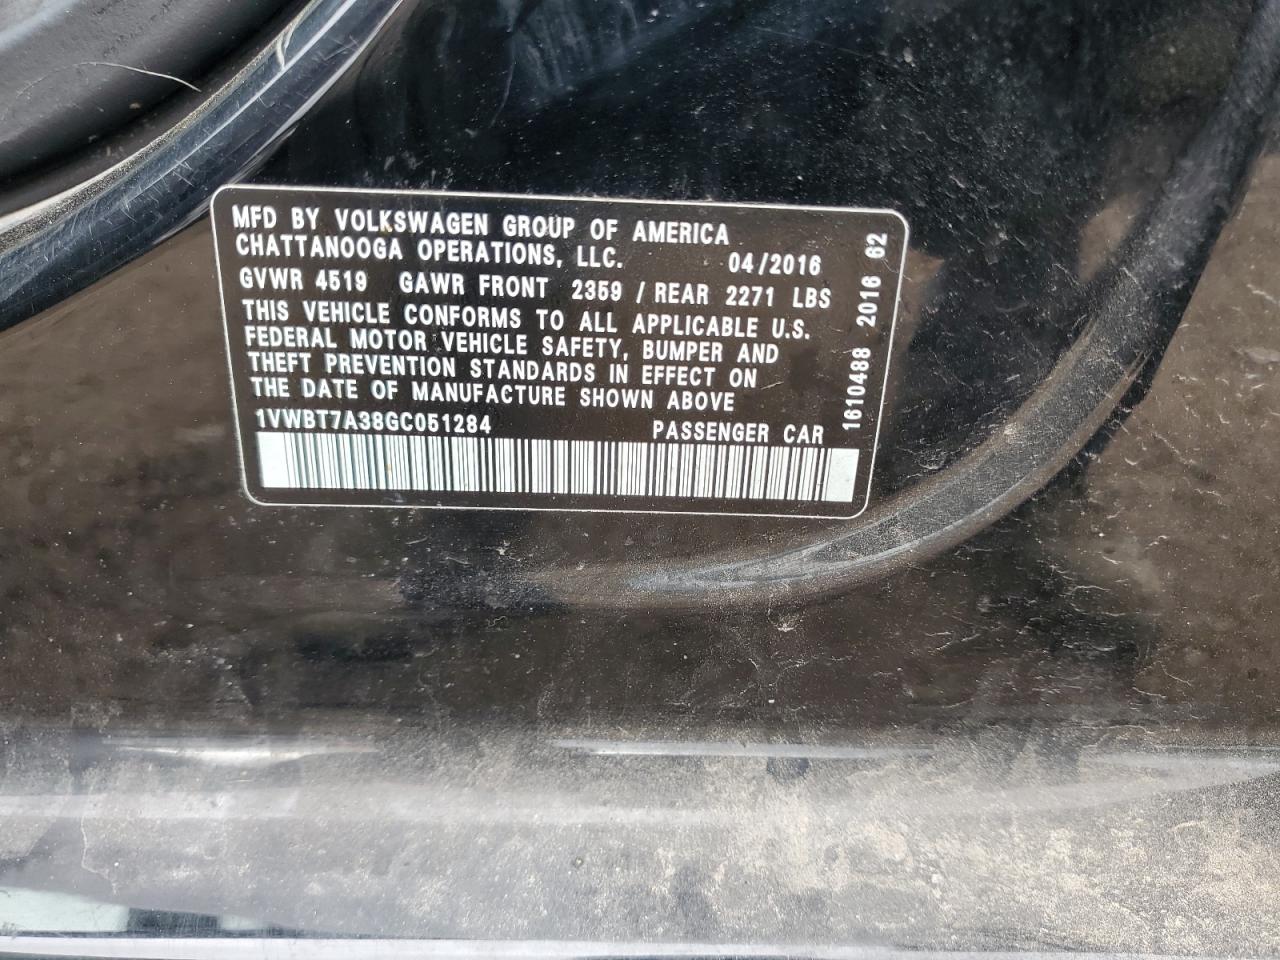 MFD BY VOLKSWAGEN GROUP OF AMERICA
CHATTANOOGA OPERATIONS, LLC. 04/2016
GVWR 4519 GAWR FRONT 2359 / REAR 2271 LBS
THIS VEHICLE CONFORMS TO ALL APPLICABLE U.S.
FEDERAL MOTOR VEHICLE SAFETY, BUMPER AND
THEFT PREVENTION STANDARDS IN EFFECT ON
THE DATE OF MANUFACTURE SHOWN ABOVE
1VWBT7A38GC051284 PASSENGER CAR
1610488 2016 62